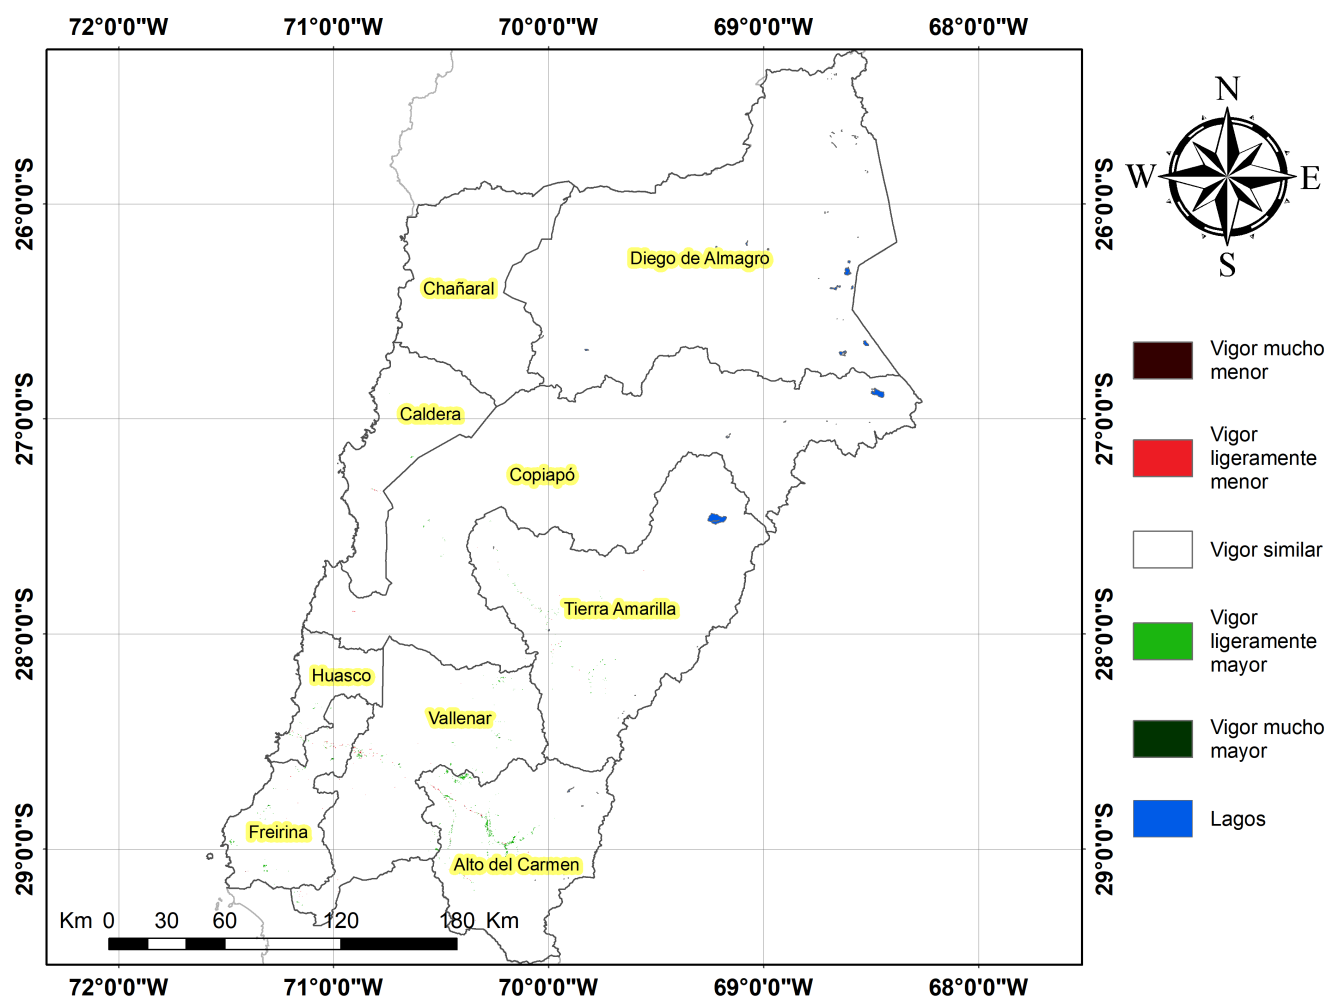 72°0'0"W 71°0'0"W 70°0'0"W 69°0'0"W 68°0'0"W
N
W E
S
26°0'0"S 26°0'0"S
Diego de Almagro
Chañaral
Vigor mucho
menor
Caldera
27°0'0"S 27°0'0"S
Vigor
ligeramente
menor
Copiapó
Vigor similar
Tierra Amarilla
28°0'0"S 28°0'0"S
Vigor
ligeramente
mayor
Huasco
Vallenar
Vigor mucho
mayor
Lagos
Freirina
29°0'0"S 29°0'0"S
Alto del Carmen
Km 0 30 60 120 180 Km
72°0'0"W 71°0'0"W 70°0'0"W 69°0'0"W 68°0'0"W